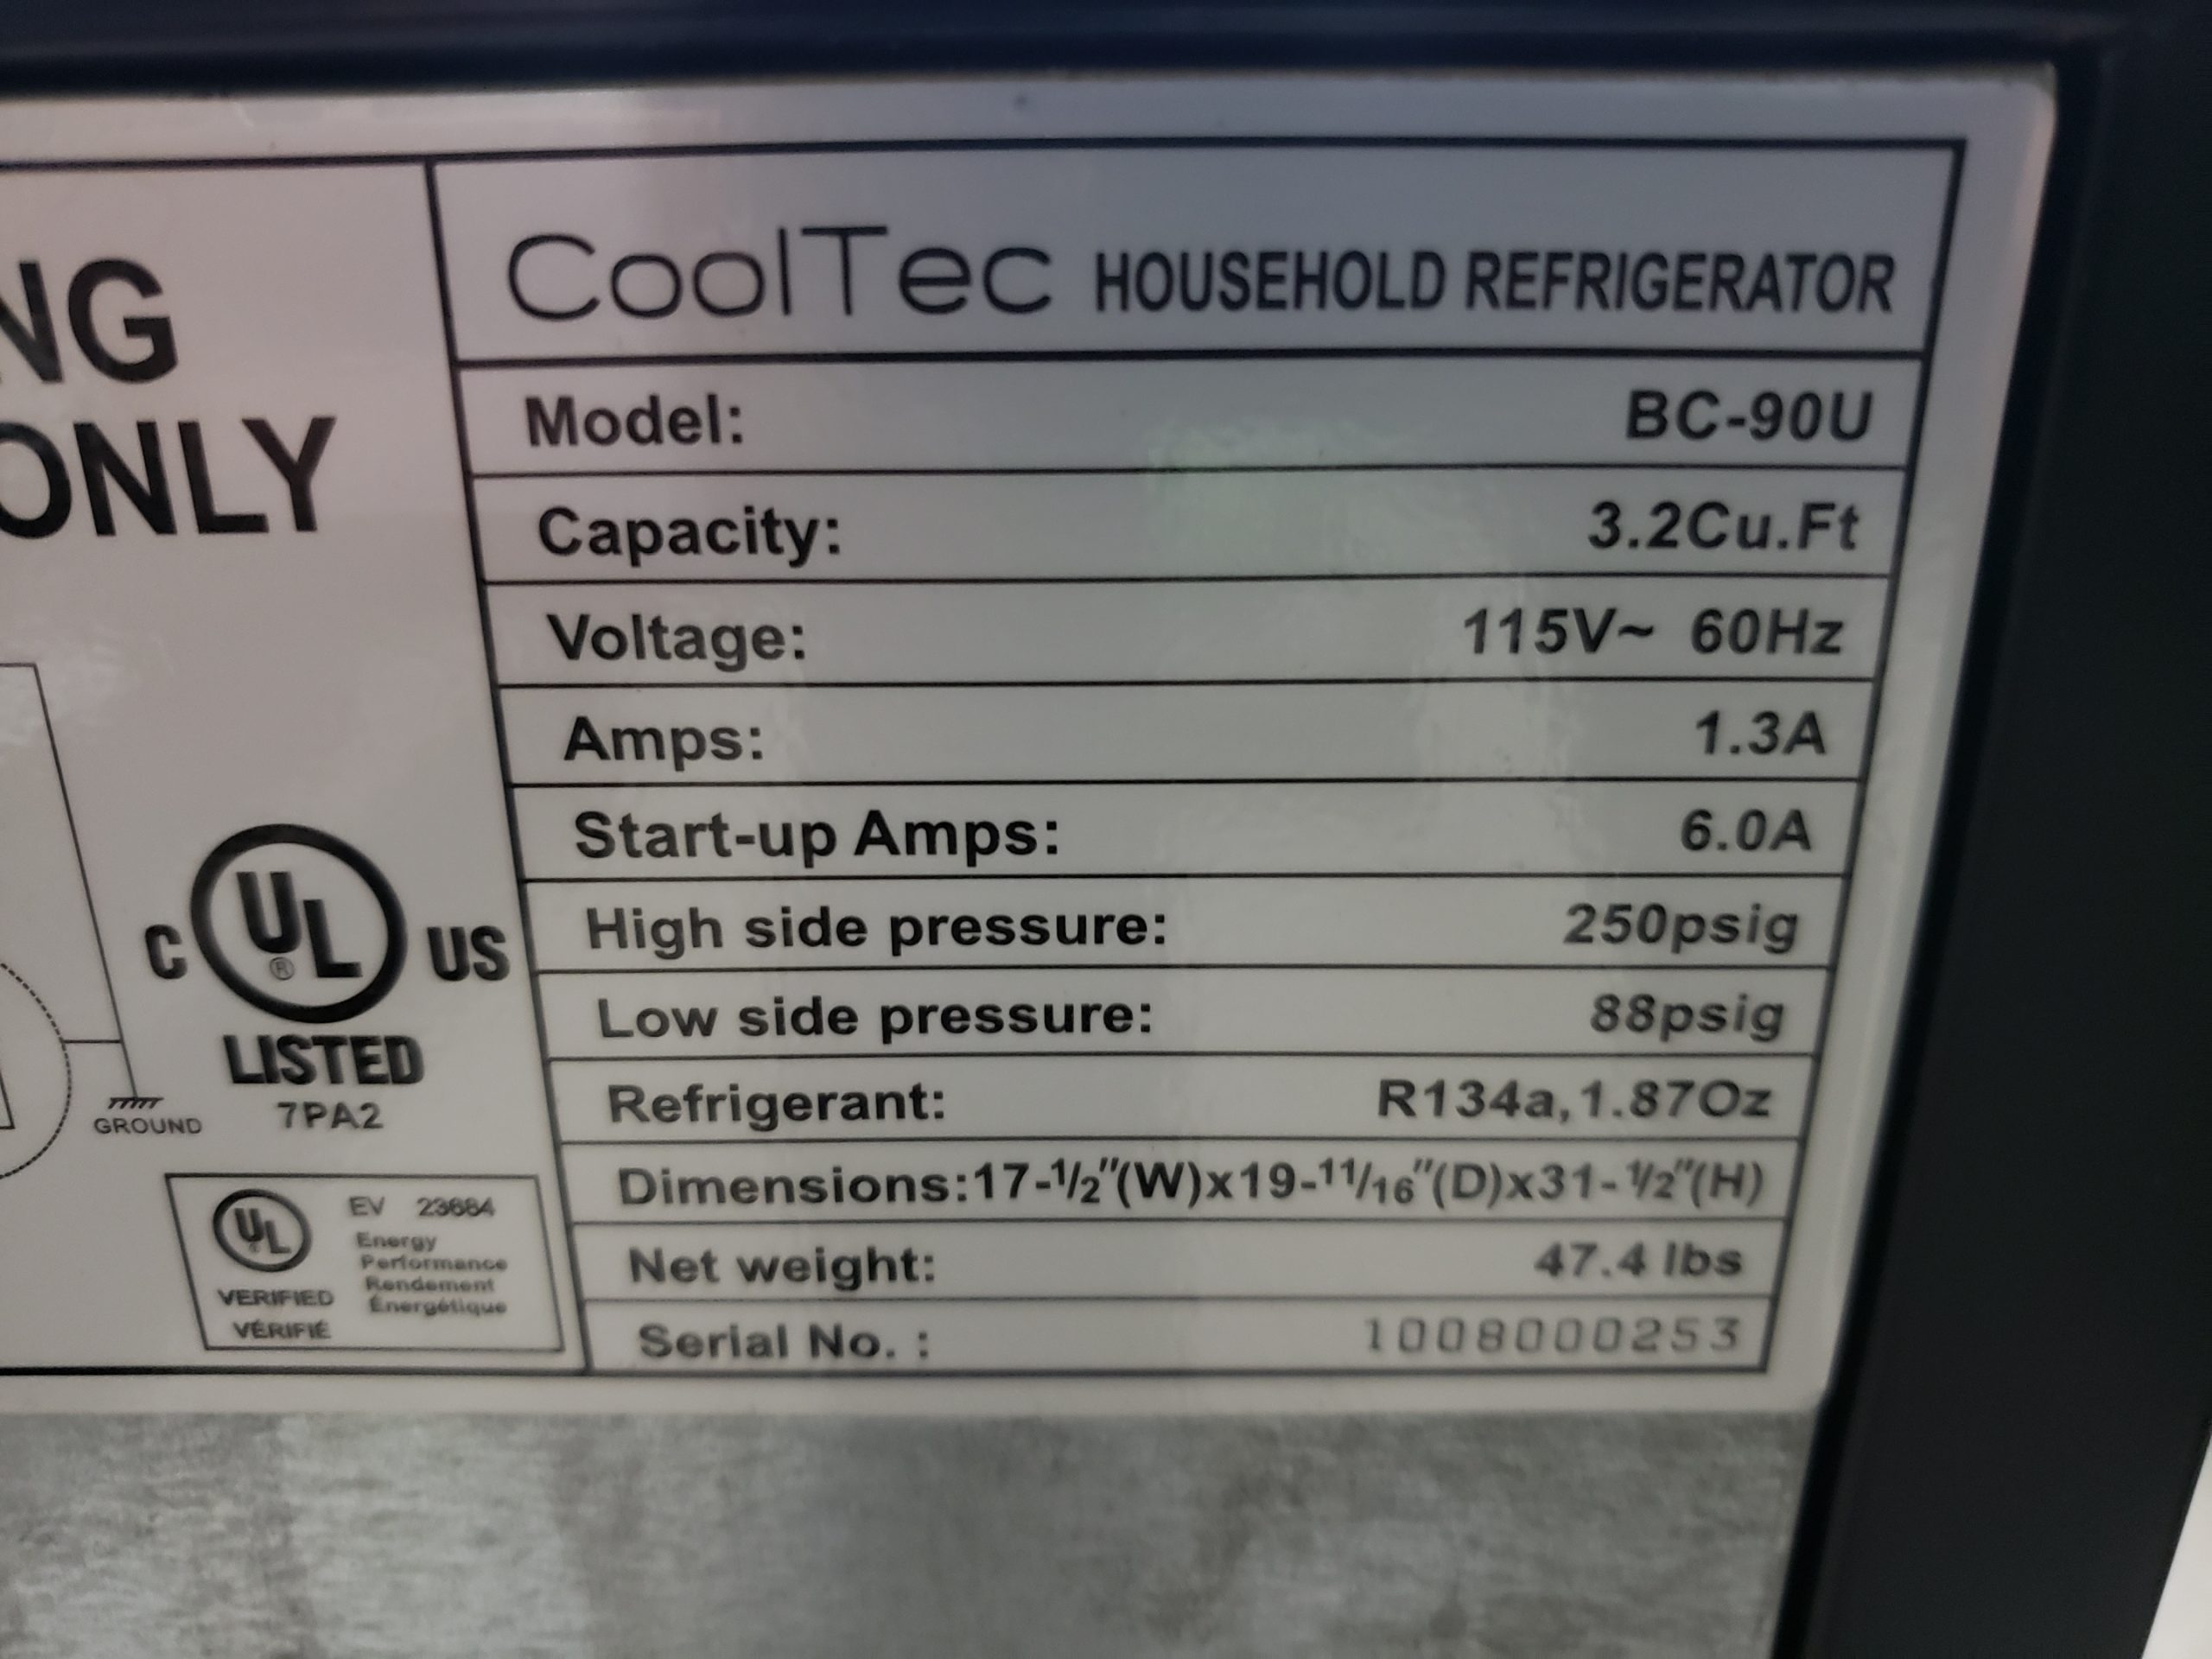 NG
ONLY
GROUND
C UL® US
LISTED
7PA2
UL®
VERIFIED
VÉRIFIÉ
EV 23684
Energy
Performance
Rendement
Énergétique
CoolTec HOUSEHOLD REFRIGERATOR
Model: BC-90U
Capacity: 3.2Cu.Ft
Voltage: 115V~ 60Hz
Amps: 1.3A
Start-up Amps: 6.0A
High side pressure: 250psig
Low side pressure: 88psig
Refrigerant: R134a,1.87Oz
Dimensions:17-1/2"(W)x19-11/16"(D)x31-1/2"(H)
Net weight: 47.4 lbs
Serial No. : 1008000253